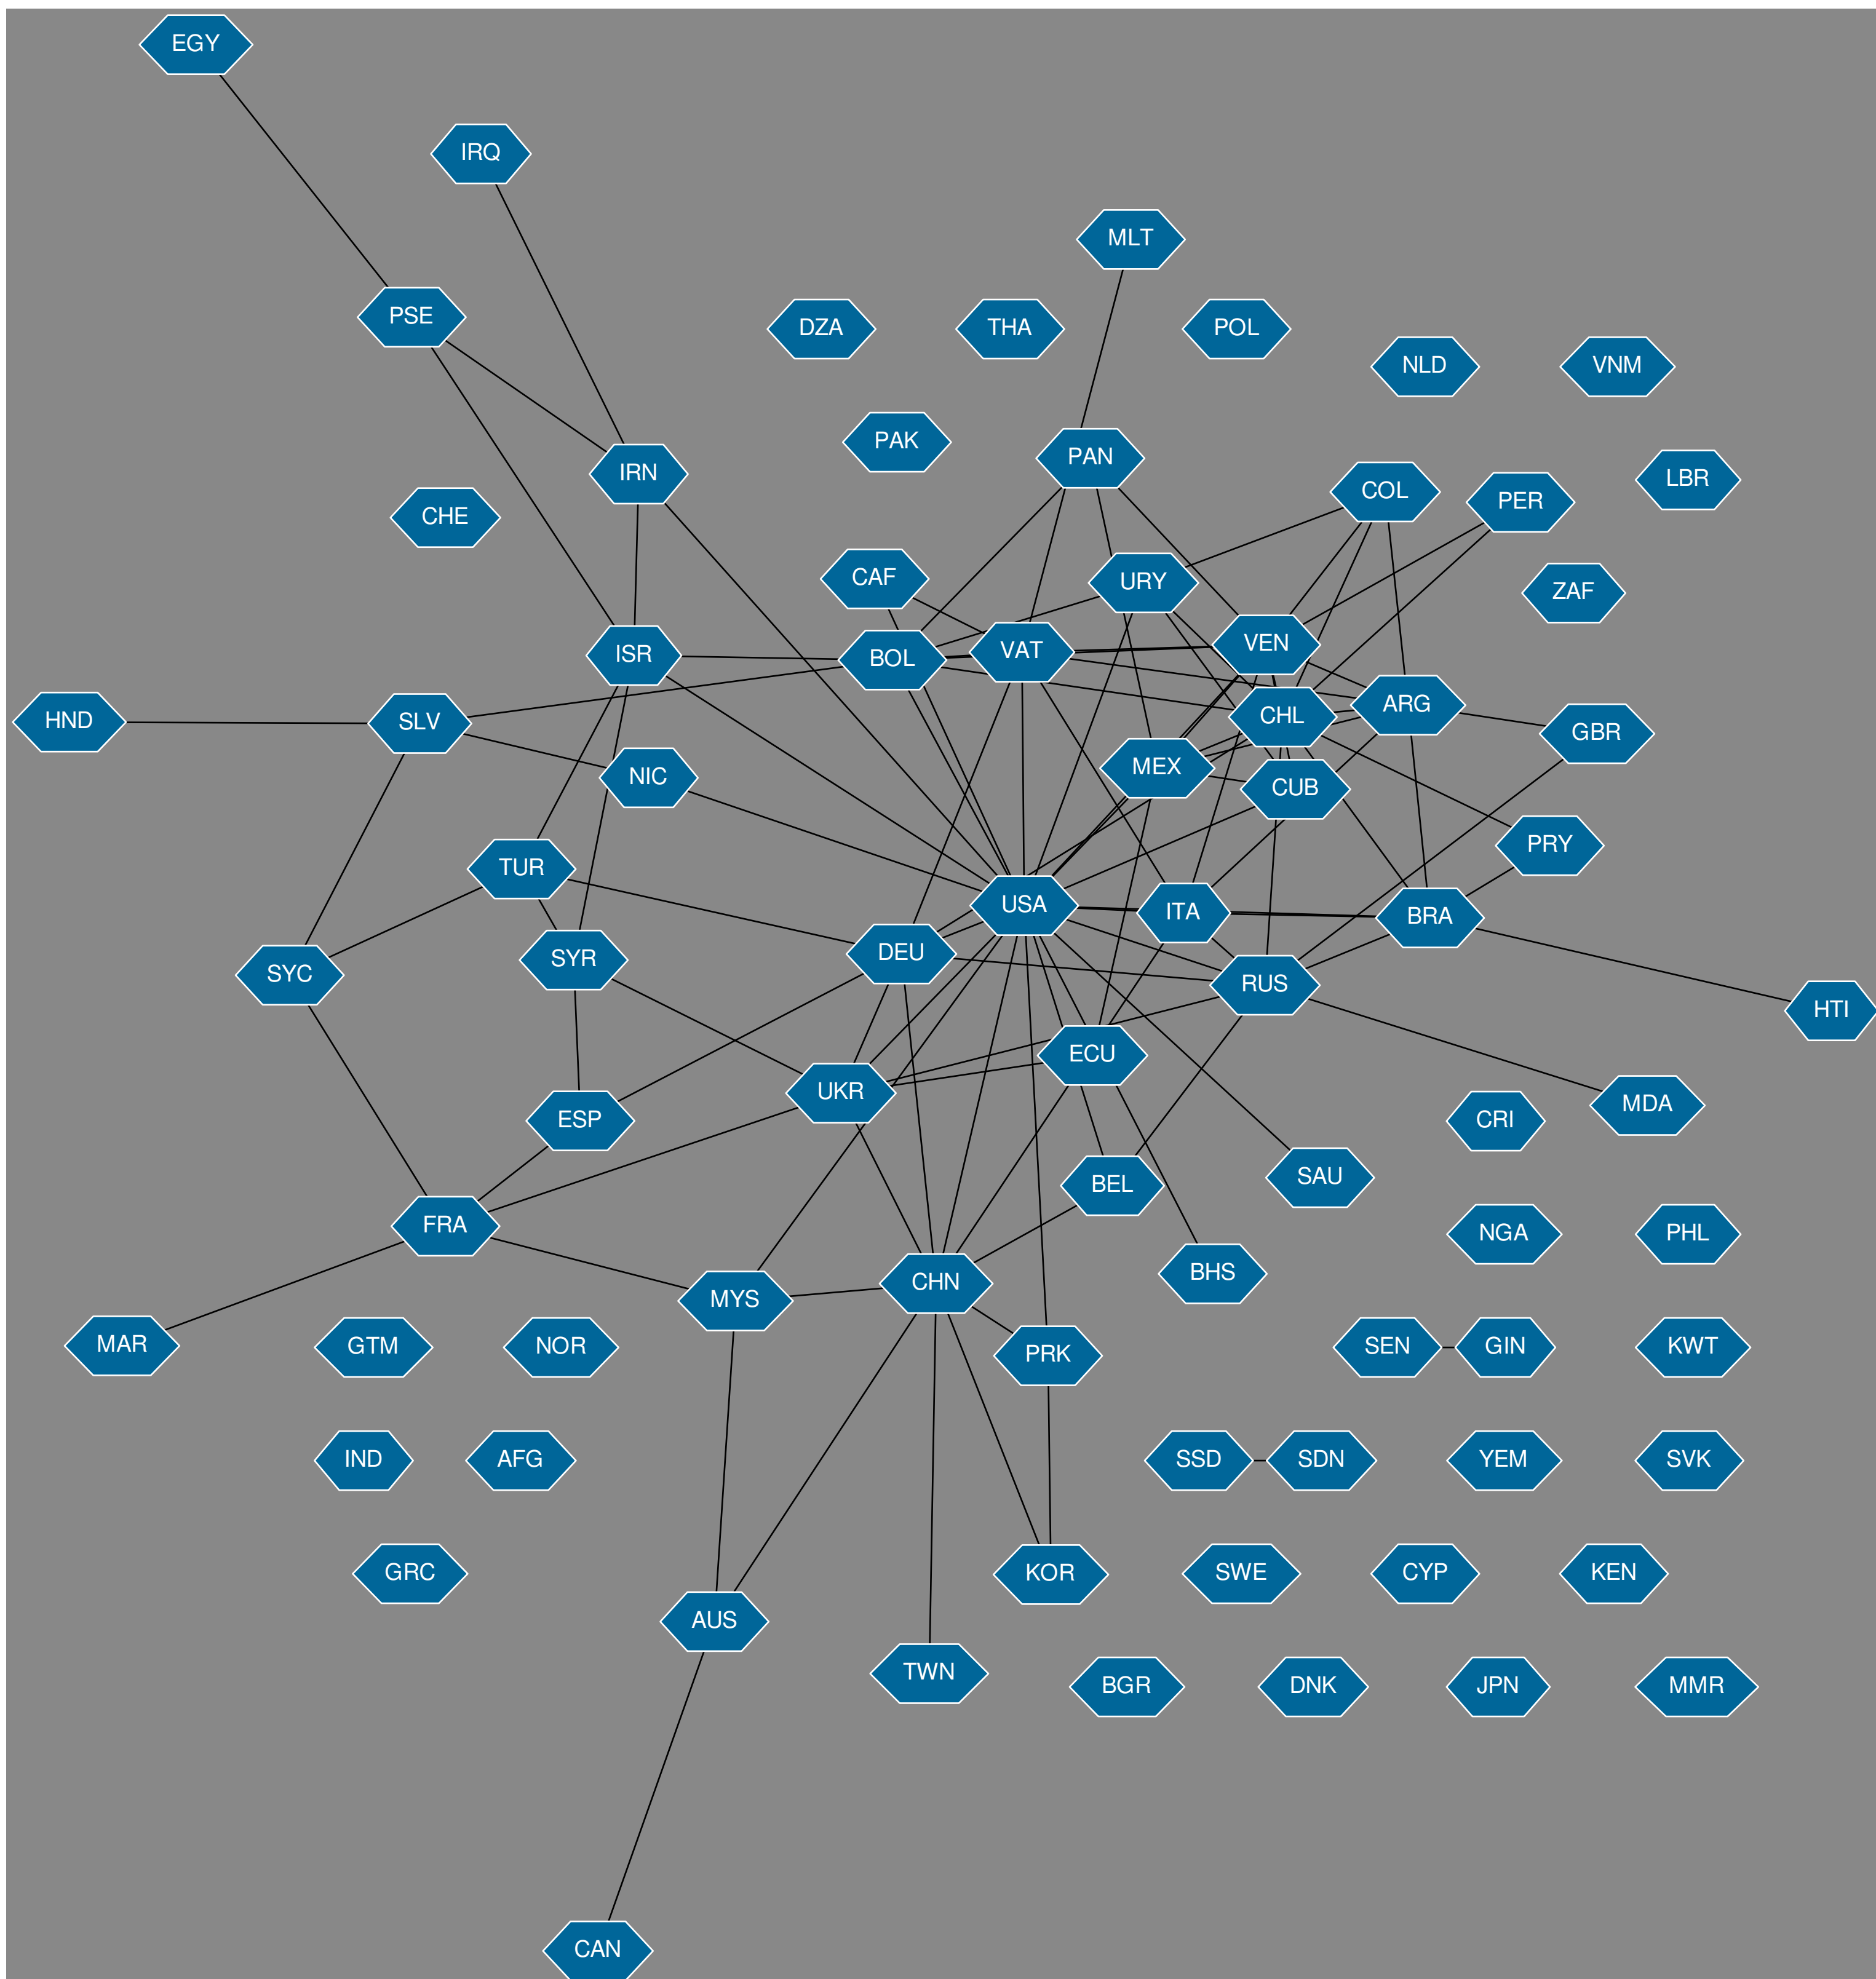 EGY
IRQ
MLT
PSE
DZA
THA
POL
NLD
VNM
PAK
PAN
IRN
COL
PER
LBR
CHE
CAF
URY
ZAF
ISR
BOL
VAT
VEN
HND
SLV
CHL
ARG
GBR
NIC
MEX
CUB
TUR
PRY
USA
ITA
BRA
SYC
SYR
DEU
RUS
HTI
ECU
UKR
MDA
ESP
CRI
FRA
BEL
SAU
NGA
PHL
MYS
CHN
BHS
MAR
GTM
NOR
PRK
SEN
GIN
KWT
IND
AFG
SSD
SDN
YEM
SVK
GRC
KOR
SWE
CYP
KEN
AUS
TWN
BGR
DNK
JPN
MMR
CAN